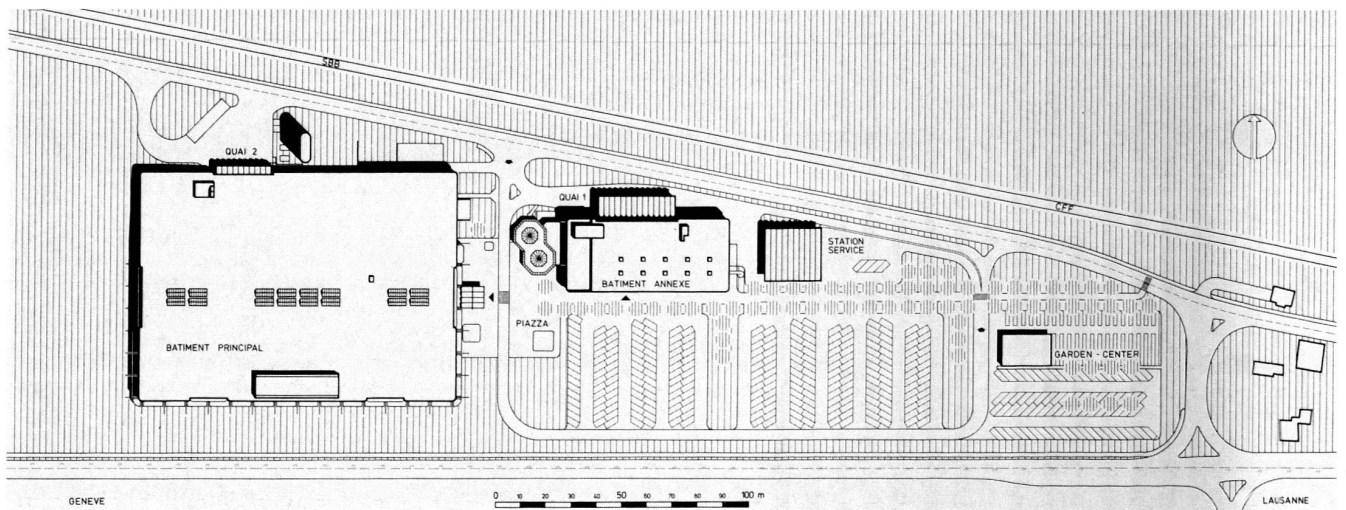 SBB
QUAI 2
QUAI 1
CFF
STATION
SERVICE
BATIMENT ANNEXE
PIAZZA
BATIMENT PRINCIPAL
GARDEN-CENTER
GENEVE
0 10 20 30 40 50 60 70 80 90 100 m
LAUSANNE